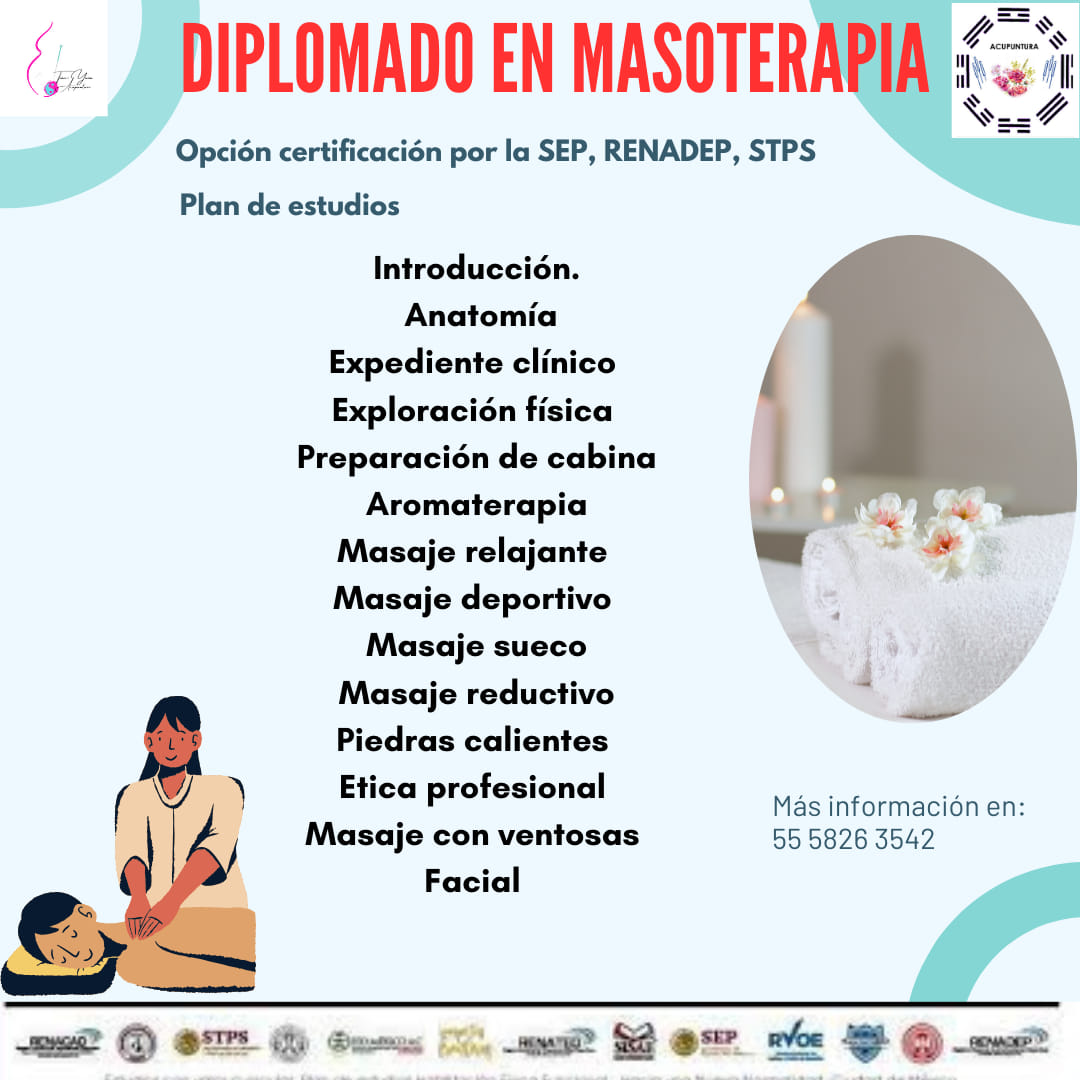 DIPLOMADO EN MASOTERAPIA
ACUPUNTURA
Opción certificación por la SEP, RENADEP, STPS
Plan de estudios
Introducción.
Anatomía
Expediente clínico
Exploración física
Preparación de cabina
Aromaterapia
Masaje relajante
Masaje deportivo
Masaje sueco
Masaje reductivo
Piedras calientes
Etica profesional
Masaje con ventosas
Facial
Más información en:
55 5826 3542
STPS
SEP
RVOE
RENADEP